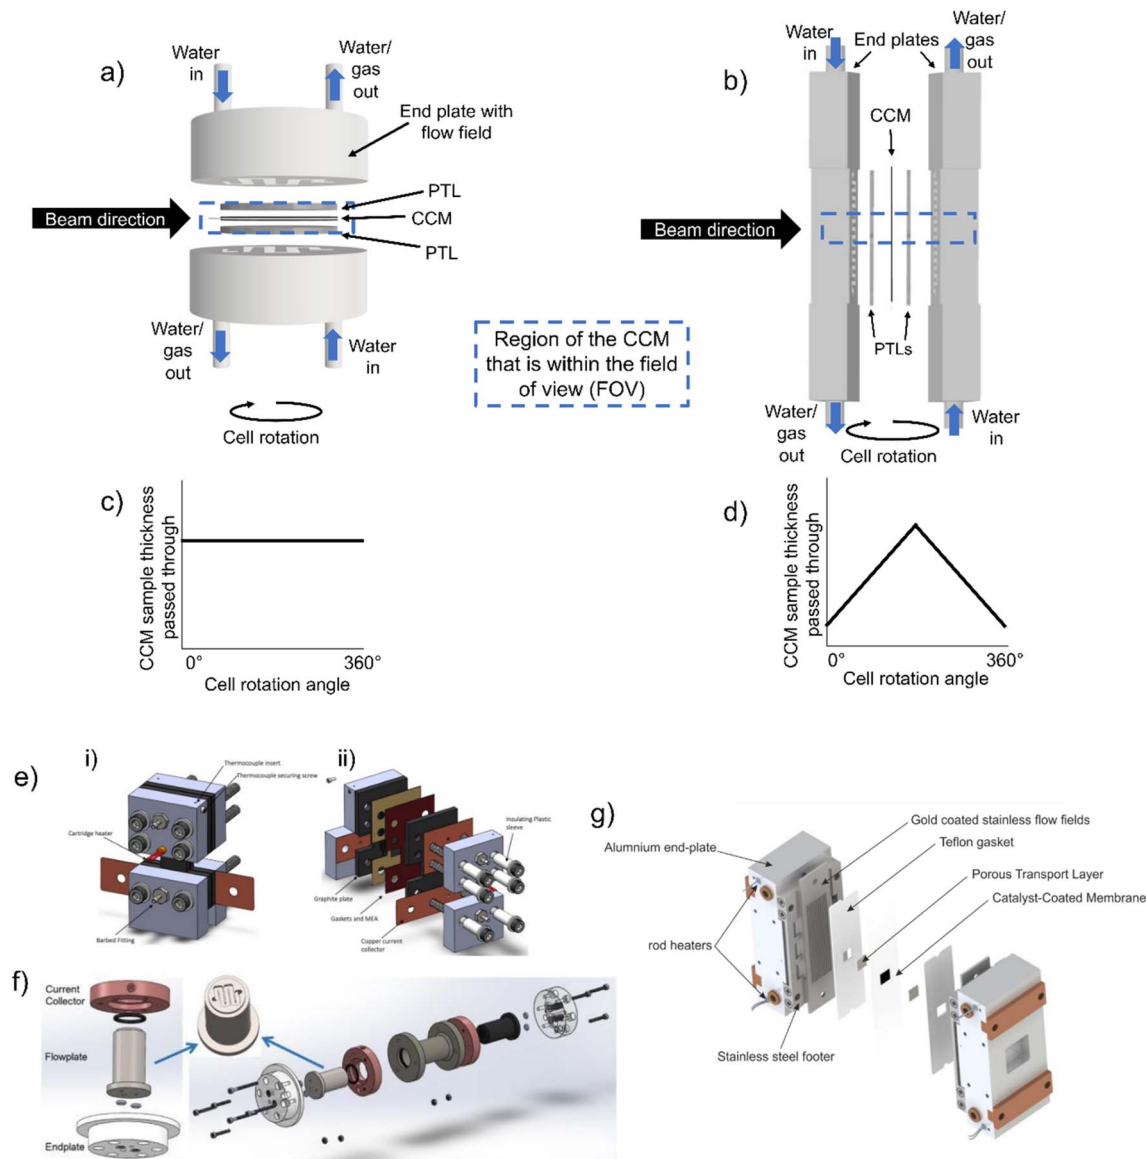 a)
Water
in
Water/
gas
out
End plate with
flow field
Beam direction
PTL
CCM
PTL
Water/
gas
out
Water
in
Cell rotation
Region of the CCM
that is within the field
of view (FOV)
b)
Water
in
End plates
Water/
gas
out
CCM
Beam direction
PTLs
Water/
gas
out
Water
in
Cell rotation
c)
CCM sample thickness
passed through
0°
360°
Cell rotation angle
d)
CCM sample thickness
passed through
0°
360°
Cell rotation angle
e)
i)
Thermocouple insert
Thermocouple securing screw
Cartridge heater
Barbed Fitting
ii)
Insulating Plastic
sleeve
Graphite plate
Gaskets and MEA
Copper current
collector
f)
Current
Collector
Flowplate
Endplate
g)
Gold coated stainless flow fields
Teflon gasket
Alumnium end-plate
Porous Transport Layer
Catalyst-Coated Membrane
rod heaters
Stainless steel footer